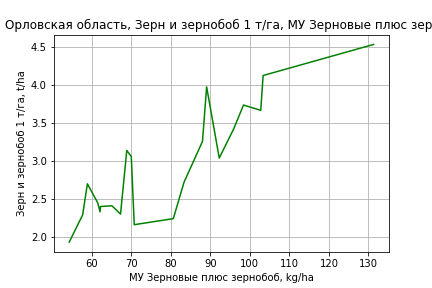 Орловская область, Зерн и зернобоб 1 т/га, МУ Зерновые плюс зер
4.5
4.0
3.5
3.0
2.5
2.0
Зерн и зернобоб 1 т/га, t/ha
60 70 80 90 100 110 120 130
МУ Зерновые плюс зернобоб, kg/ha